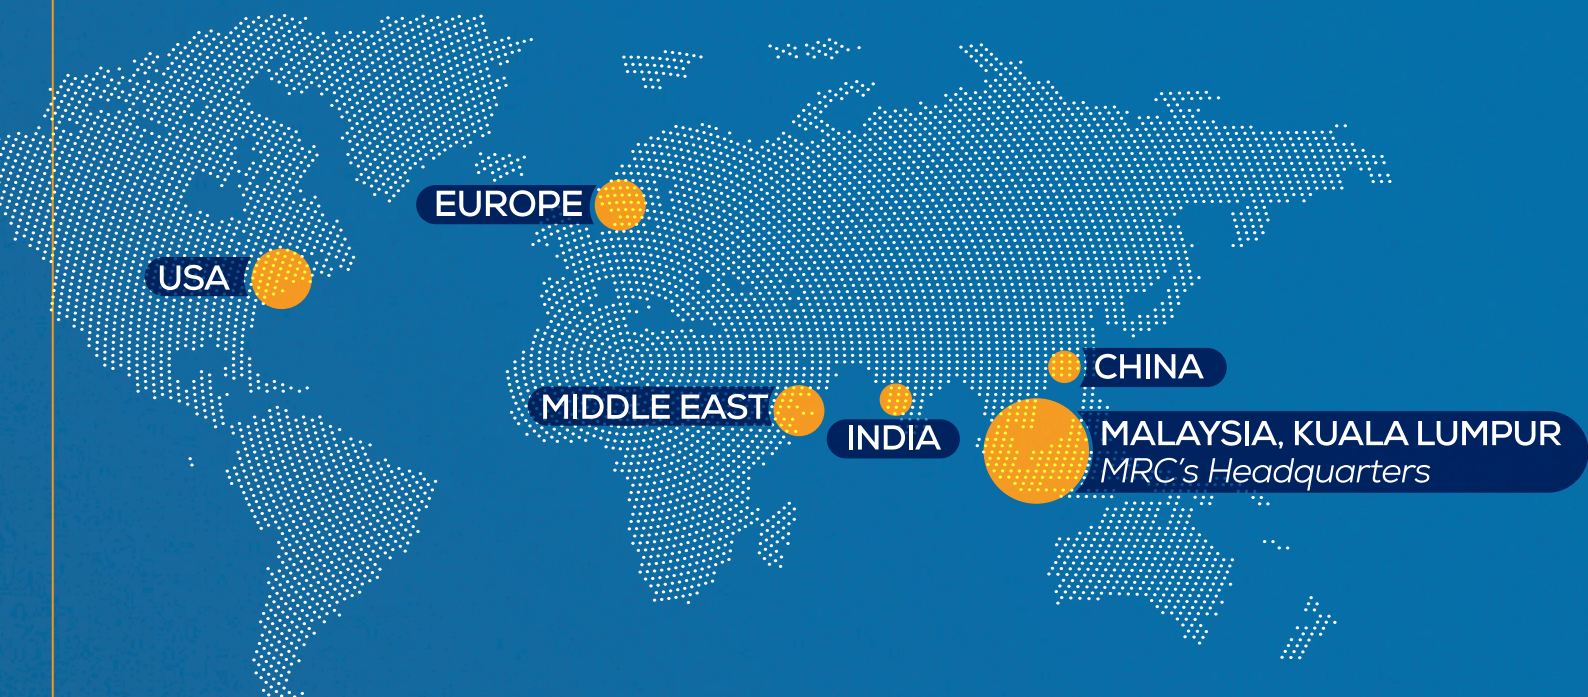 EUROPE
USA
CHINA
MIDDLE EAST
INDIA
MALAYSIA, KUALA LUMPUR
MRC's Headquarters